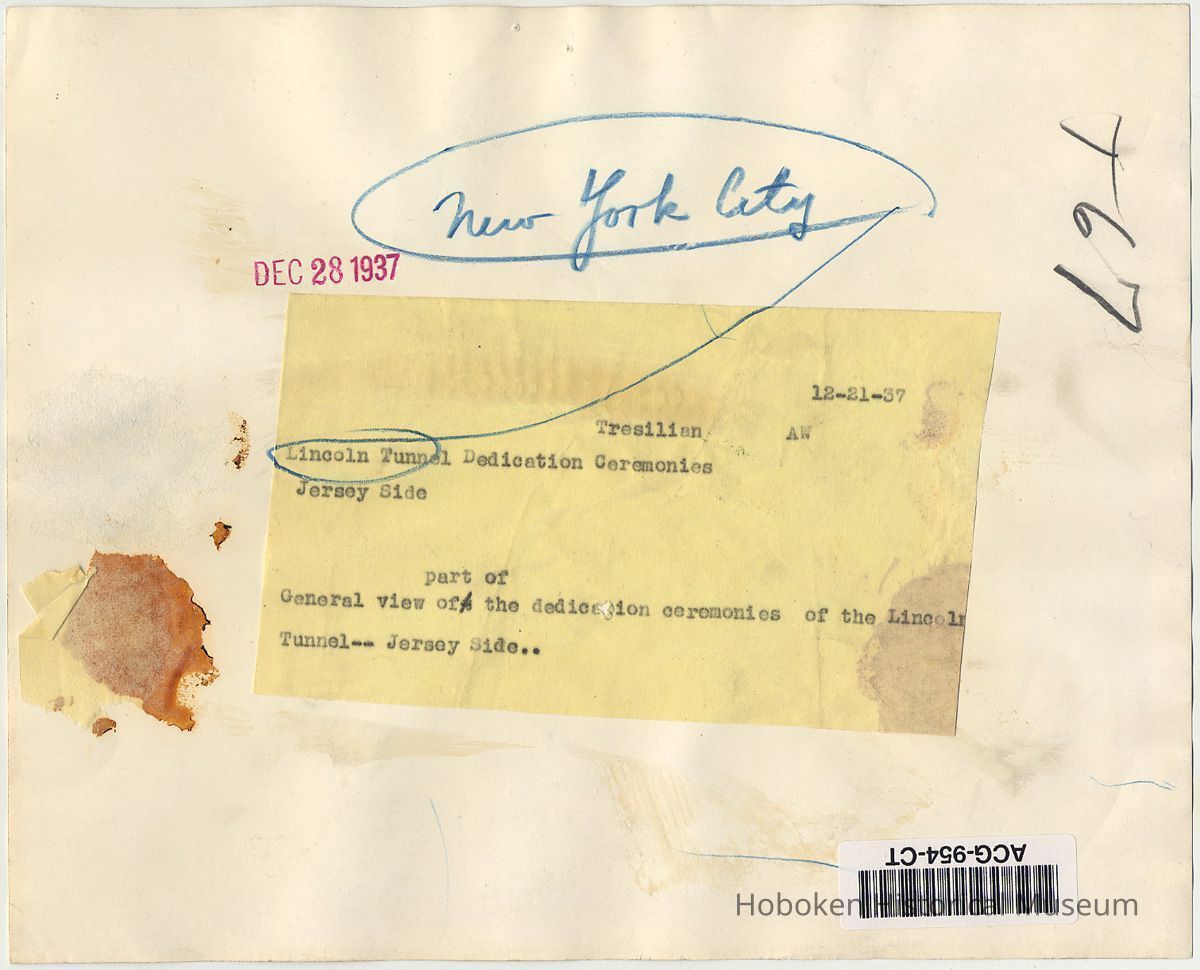 New York City
DEC 28 1937
12-21-37
Tresilian AW
Lincoln Tunnel Dedication Ceremonies
Jersey Side
part of
General view of the dedication ceremonies of the Lincoln
Tunnel-- Jersey Side..
ACG-954-CT
Hoboken Historical Museum